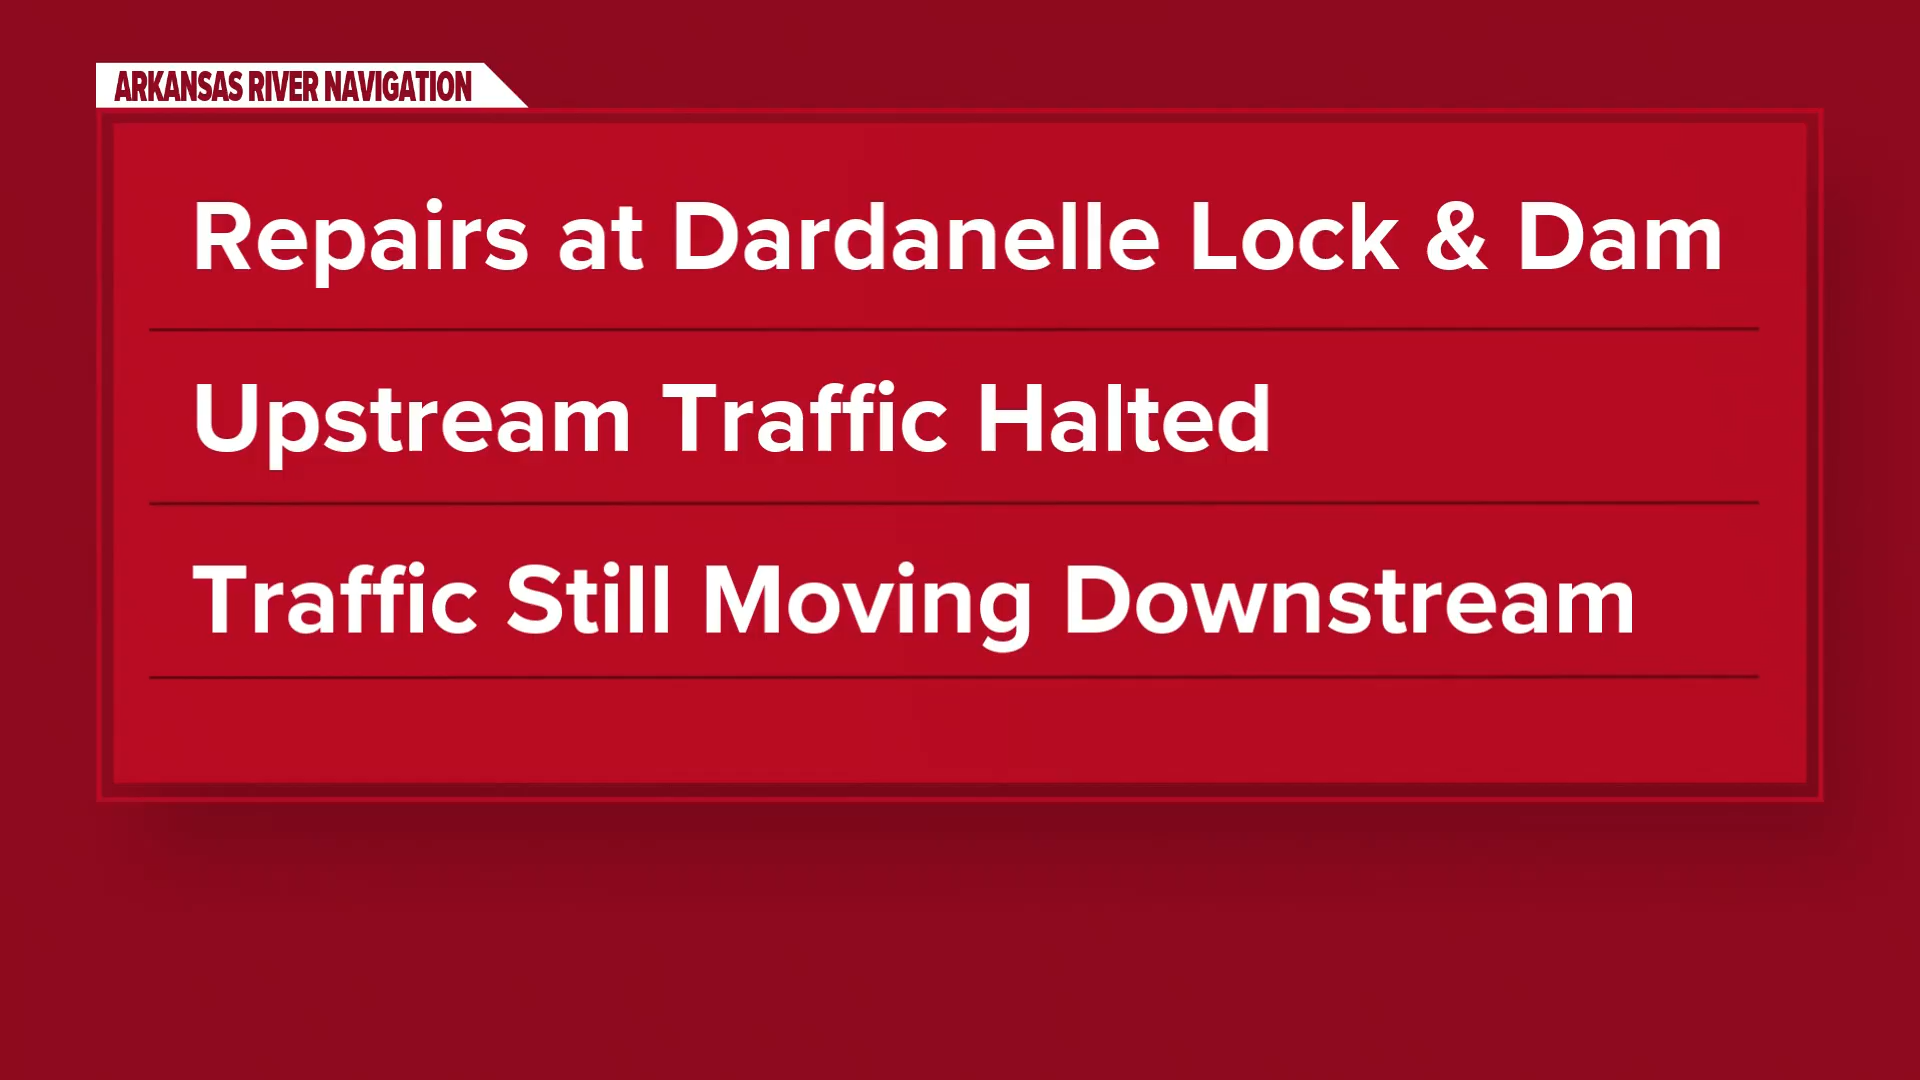 ARKANSAS RIVER NAVIGATION
Repairs at Dardanelle Lock & Dam
Upstream Traffic Halted
Traffic Still Moving Downstream